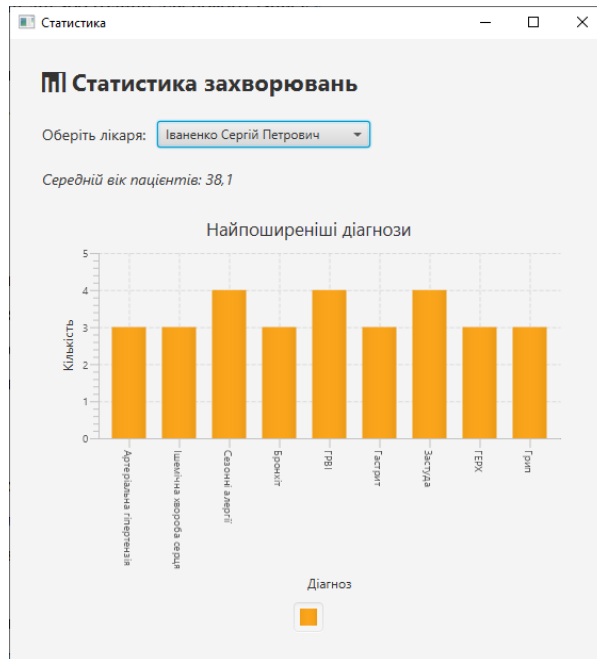 Статистика
Статистика захворювань
Оберіть лікаря: Іваненко Сергій Петрович
Середній вік пацієнтів: 38,1
Найпоширеніші діагнози
Кількість
5
4
3
2
1
0
Артеріальна гіпертензія
Ішемічна хвороба серця
Сезонні алергії
Бронхіт
ГРВІ
Гастрит
Застуда
ГЕРХ
Грип
Діагноз